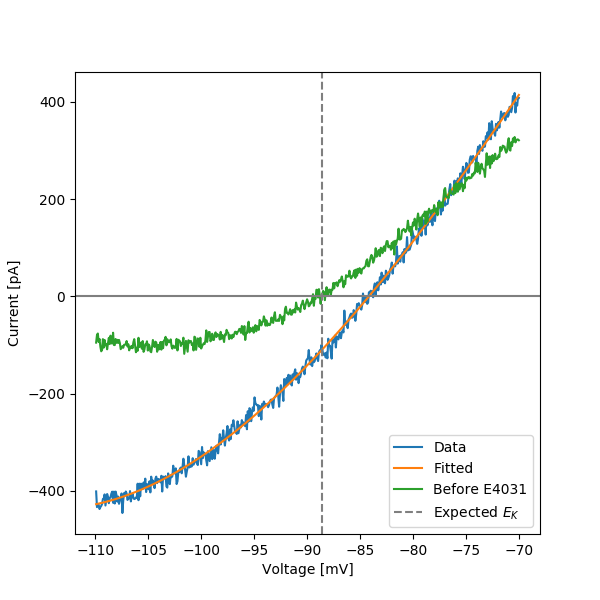 400
200
0
−200
−400
Current [pA]
−110 −105 −100 −95 −90 −85 −80 −75 −70
Voltage [mV]
Data
Fitted
Before E4031
Expected E_K